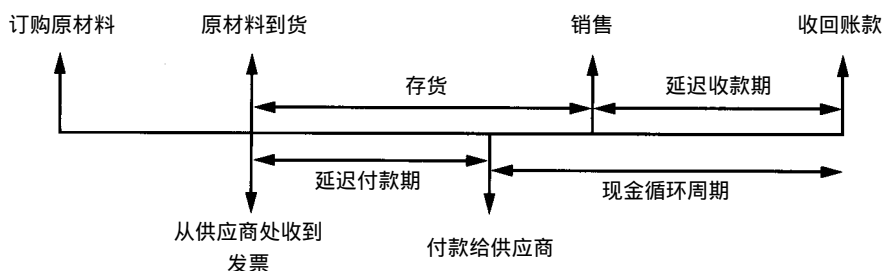 订购原材料
原材料到货
销售
收回账款
存货
延迟收款期
延迟付款期
现金循环周期
从供应商处收到
发票
付款给供应商